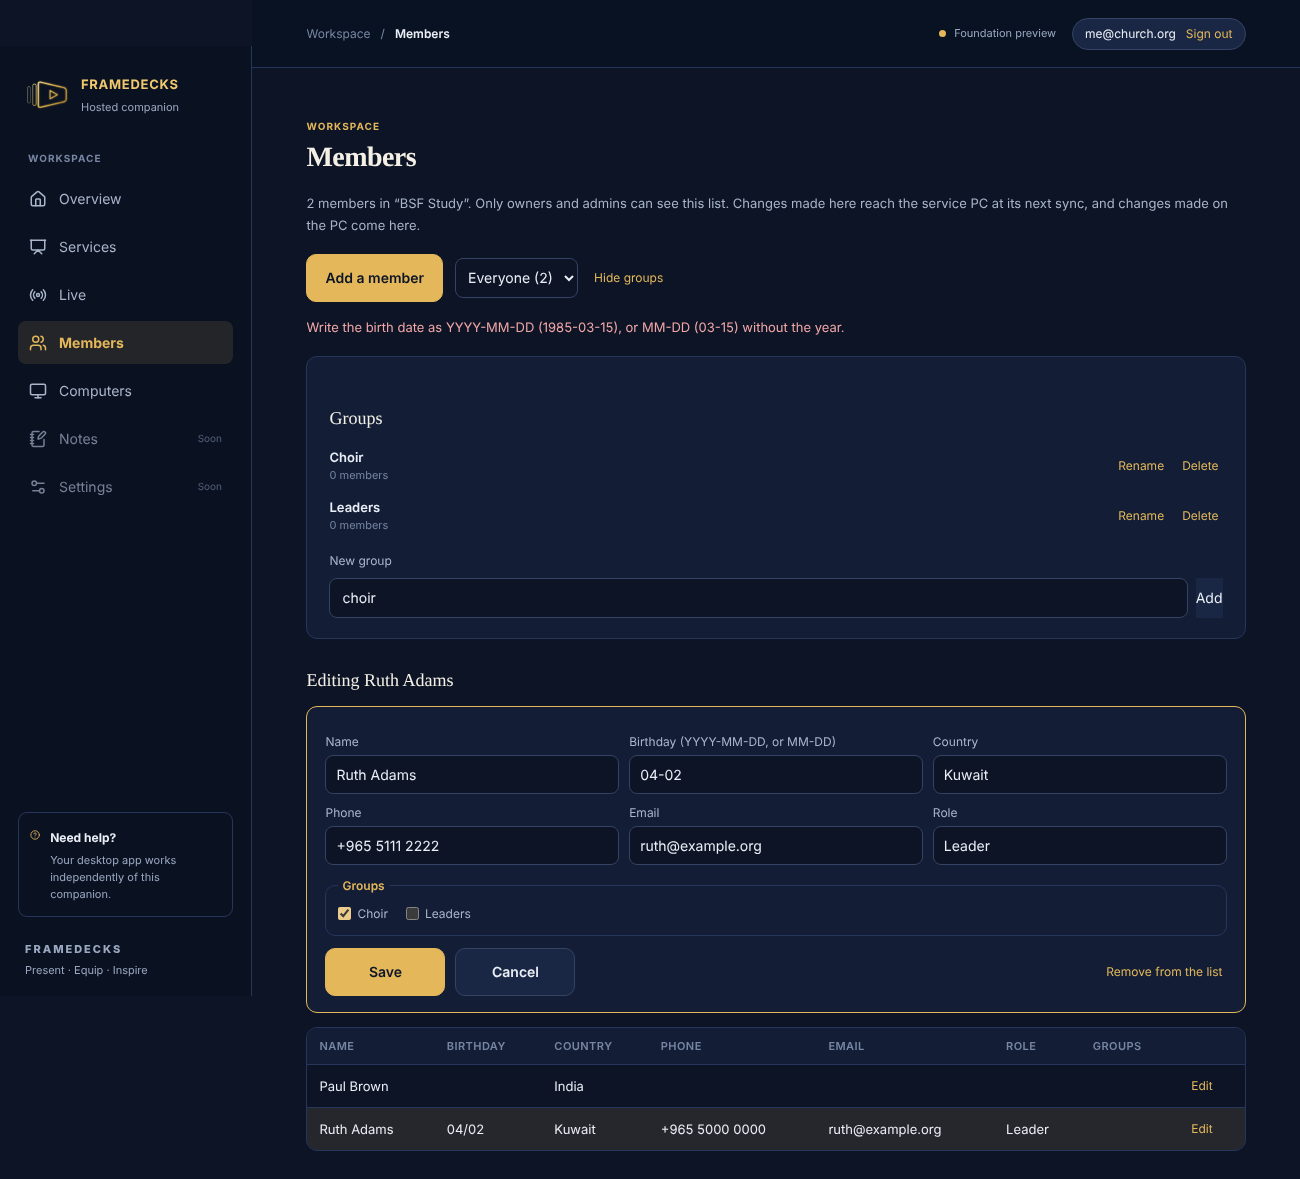 Workspace / Members
Foundation preview
me@church.org Sign out
FRAMEDECKS
Hosted companion
WORKSPACE
Overview
Services
Live
Members
Computers
Notes Soon
Settings Soon
Need help?
Your desktop app works
independently of this
companion.
FRAMEDECKS
Present · Equip · Inspire
WORKSPACE
Members
2 members in “BSF Study”. Only owners and admins can see this list. Changes made here reach the service PC at its next sync, and changes made on
the PC come here.
Add a member Everyone (2) Hide groups
Write the birth date as YYYY-MM-DD (1985-03-15), or MM-DD (03-15) without the year.
Groups
Choir
0 members
Rename Delete
Leaders
0 members
Rename Delete
New group
choir Add
Editing Ruth Adams
Name Birthday (YYYY-MM-DD, or MM-DD) Country
Ruth Adams 04-02 Kuwait
Phone Email Role
+965 5111 2222 ruth@example.org Leader
Groups
Choir Leaders
Save Cancel Remove from the list
NAME BIRTHDAY COUNTRY PHONE EMAIL ROLE GROUPS
Paul Brown India Edit
Ruth Adams 04/02 Kuwait +965 5000 0000 ruth@example.org Leader Edit